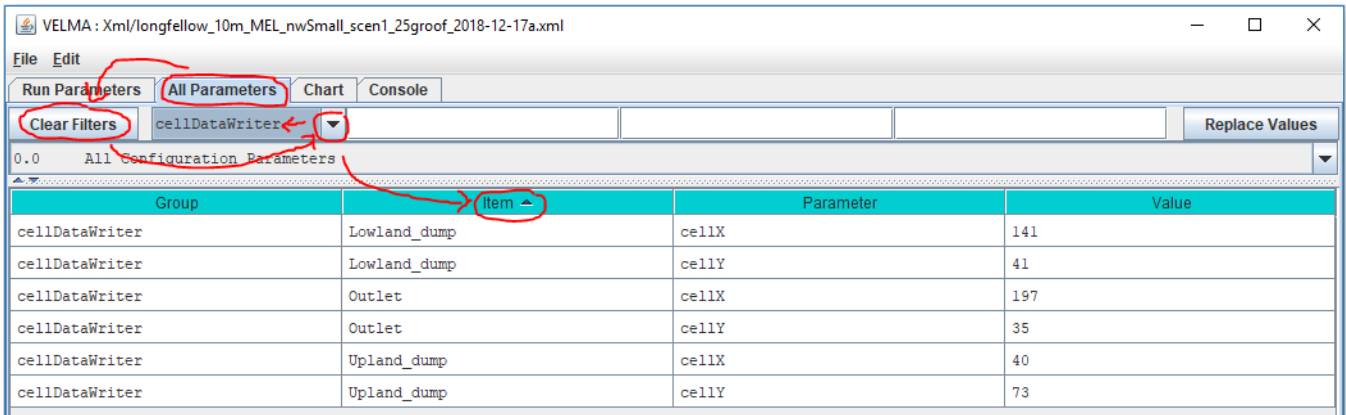 VELMA : Xml/longfellow_10m_MEL_nwSmall_scen1_25groof_2018-12-17a.xml
File Edit
Run Parameters All Parameters Chart Console
Clear Filters cellDataWriter Replace Values
0.0 All Configuration Parameters
Group Item Parameter Value
cellDataWriter Lowland_dump cellX 141
cellDataWriter Lowland_dump cellY 41
cellDataWriter Outlet cellX 197
cellDataWriter Outlet cellY 35
cellDataWriter Upland_dump cellX 40
cellDataWriter Upland_dump cellY 73